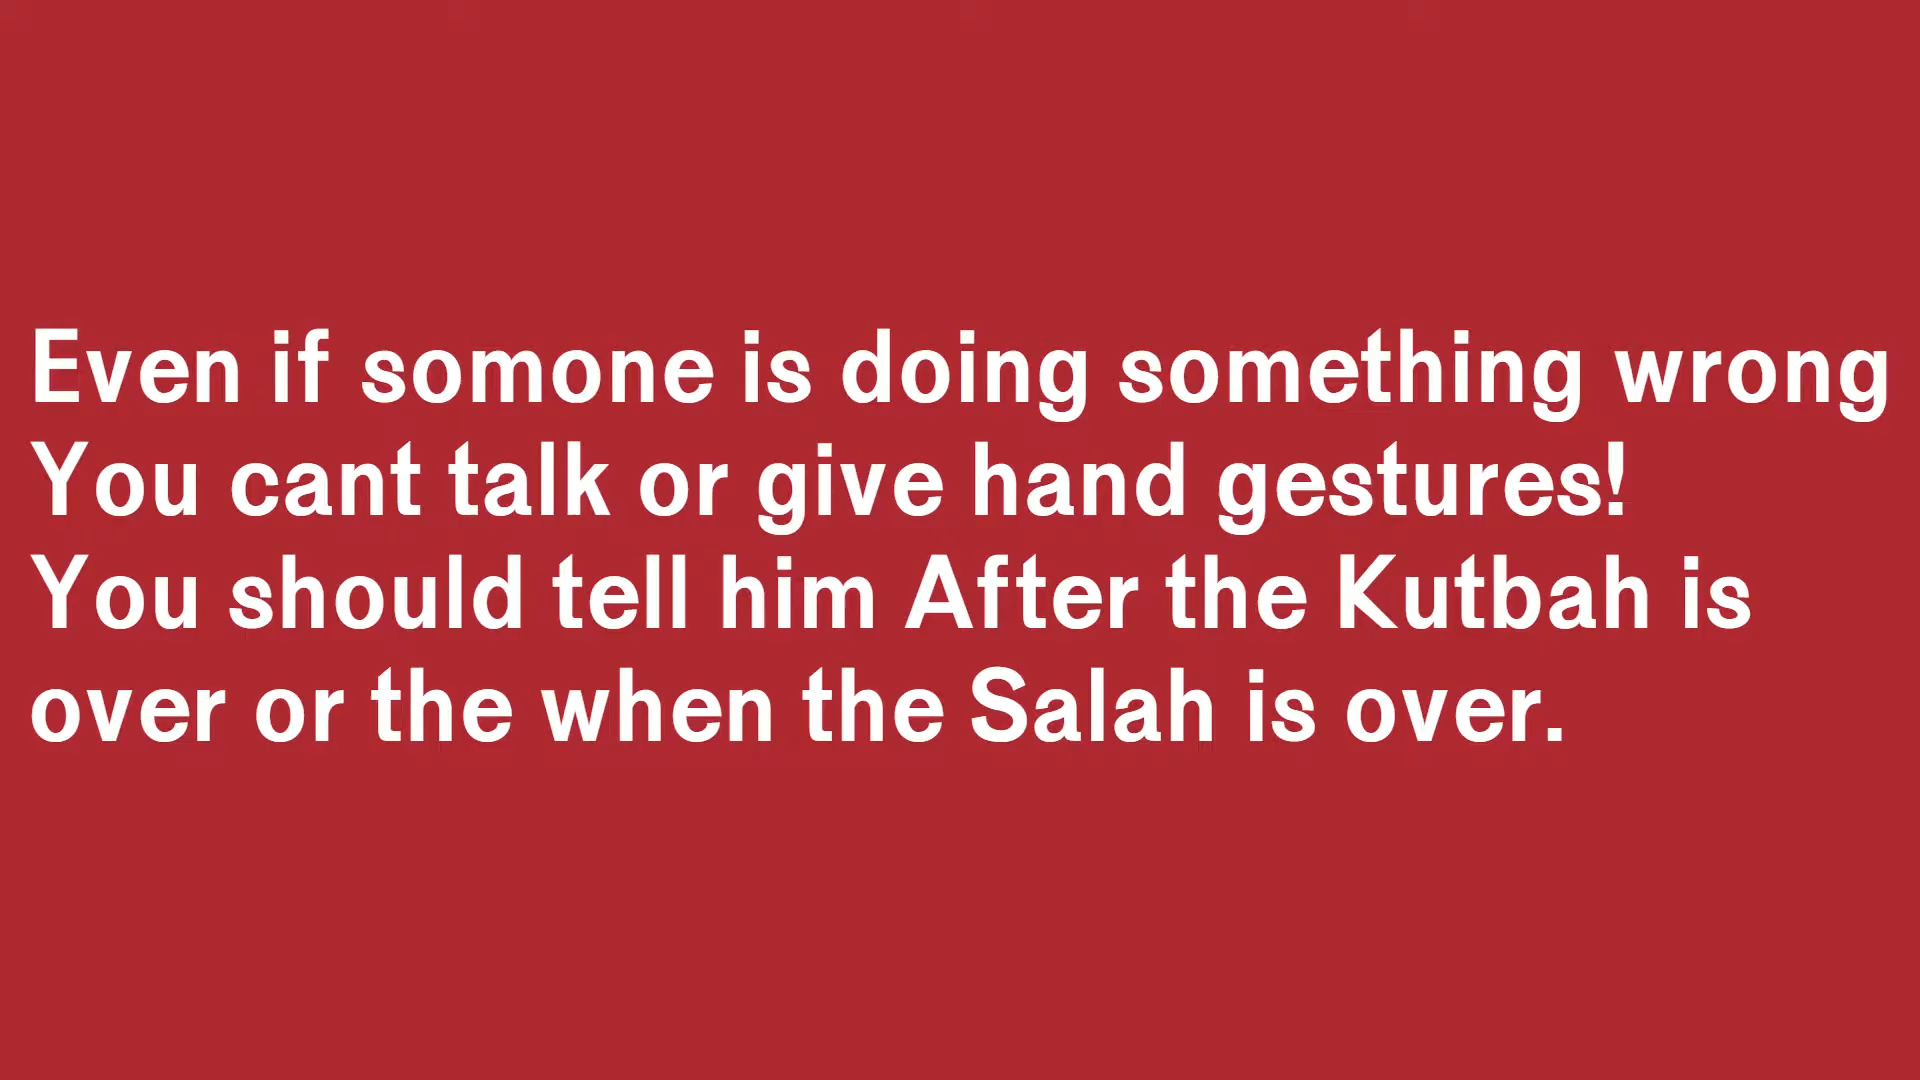 Even if somone is doing something wrong
You cant talk or give hand gestures!
You should tell him After the Kutbah is
over or the when the Salah is over.